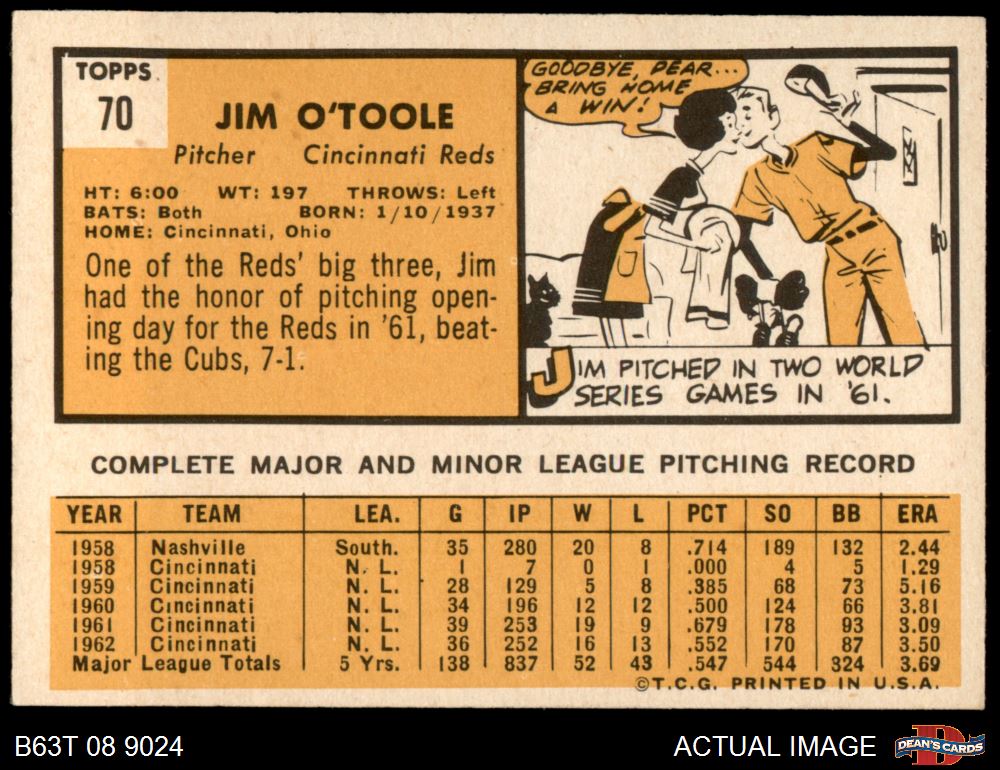 TOPPS
70
JIM O'TOOLE
Pitcher Cincinnati Reds
HT: 6:00 WT: 197 THROWS: Left
BATS: Both BORN: 1/10/1937
HOME: Cincinnati, Ohio
One of the Reds' big three, Jim
had the honor of pitching open-
ing day for the Reds in '61, beat-
ing the Cubs, 7-1.
GOODBYE, DEAR...
BRING HOME
A WIN!
JIM PITCHED IN TWO WORLD
SERIES GAMES IN '61.
COMPLETE MAJOR AND MINOR LEAGUE PITCHING RECORD
YEAR TEAM LEA. G IP W L PCT SO BB ERA
1958 Nashville South. 35 280 20 8 .714 189 132 2.44
1958 Cincinnati N. L. 1 7 0 1 .000 4 5 1.29
1959 Cincinnati N. L. 28 129 5 8 .385 68 73 5.16
1960 Cincinnati N. L. 34 196 12 12 .500 124 66 3.81
1961 Cincinnati N. L. 39 253 19 9 .679 178 93 3.09
1962 Cincinnati N. L. 36 252 16 13 .552 170 87 3.50
Major League Totals 5 Yrs. 138 837 52 43 .547 544 324 3.69
©T.C.G. PRINTED IN U.S.A.
B63T 08 9024
ACTUAL IMAGE
DEAN'S CARDS